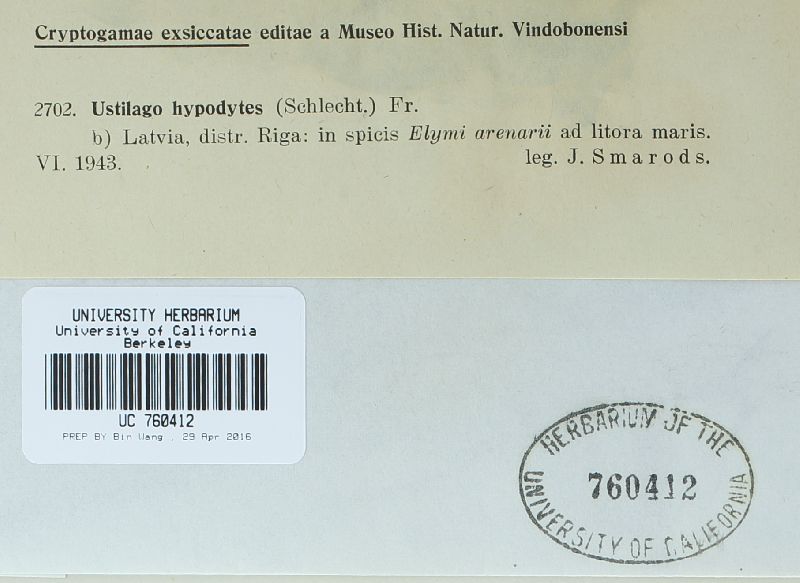 Cryptogamae exsiccatae editae a Museo Hist. Natur. Vindobonensi
2702. Ustilago hypodytes (Schlecht.) Fr.
b) Latvia, distr. Riga: in spicis Elymi arenarii ad litora maris.
VI. 1943. leg. J. Smarods.
UNIVERSITY HERBARIUM
University of California
Berkeley
UC 760412
PREP BY Bin Wang , 29 Apr 2016
HERBARIUM OF THE
760412
UNIVERSITY OF CALIFORNIA